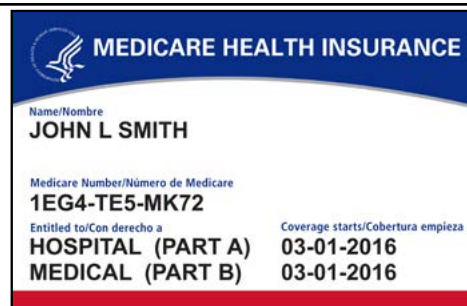 MEDICARE HEALTH INSURANCE
Name/Nombre
JOHN L SMITH
Medicare Number/Número de Medicare
1EG4-TE5-MK72
Entitled to/Con derecho a Coverage starts/Cobertura empieza
HOSPITAL (PART A) 03-01-2016
MEDICAL (PART B) 03-01-2016